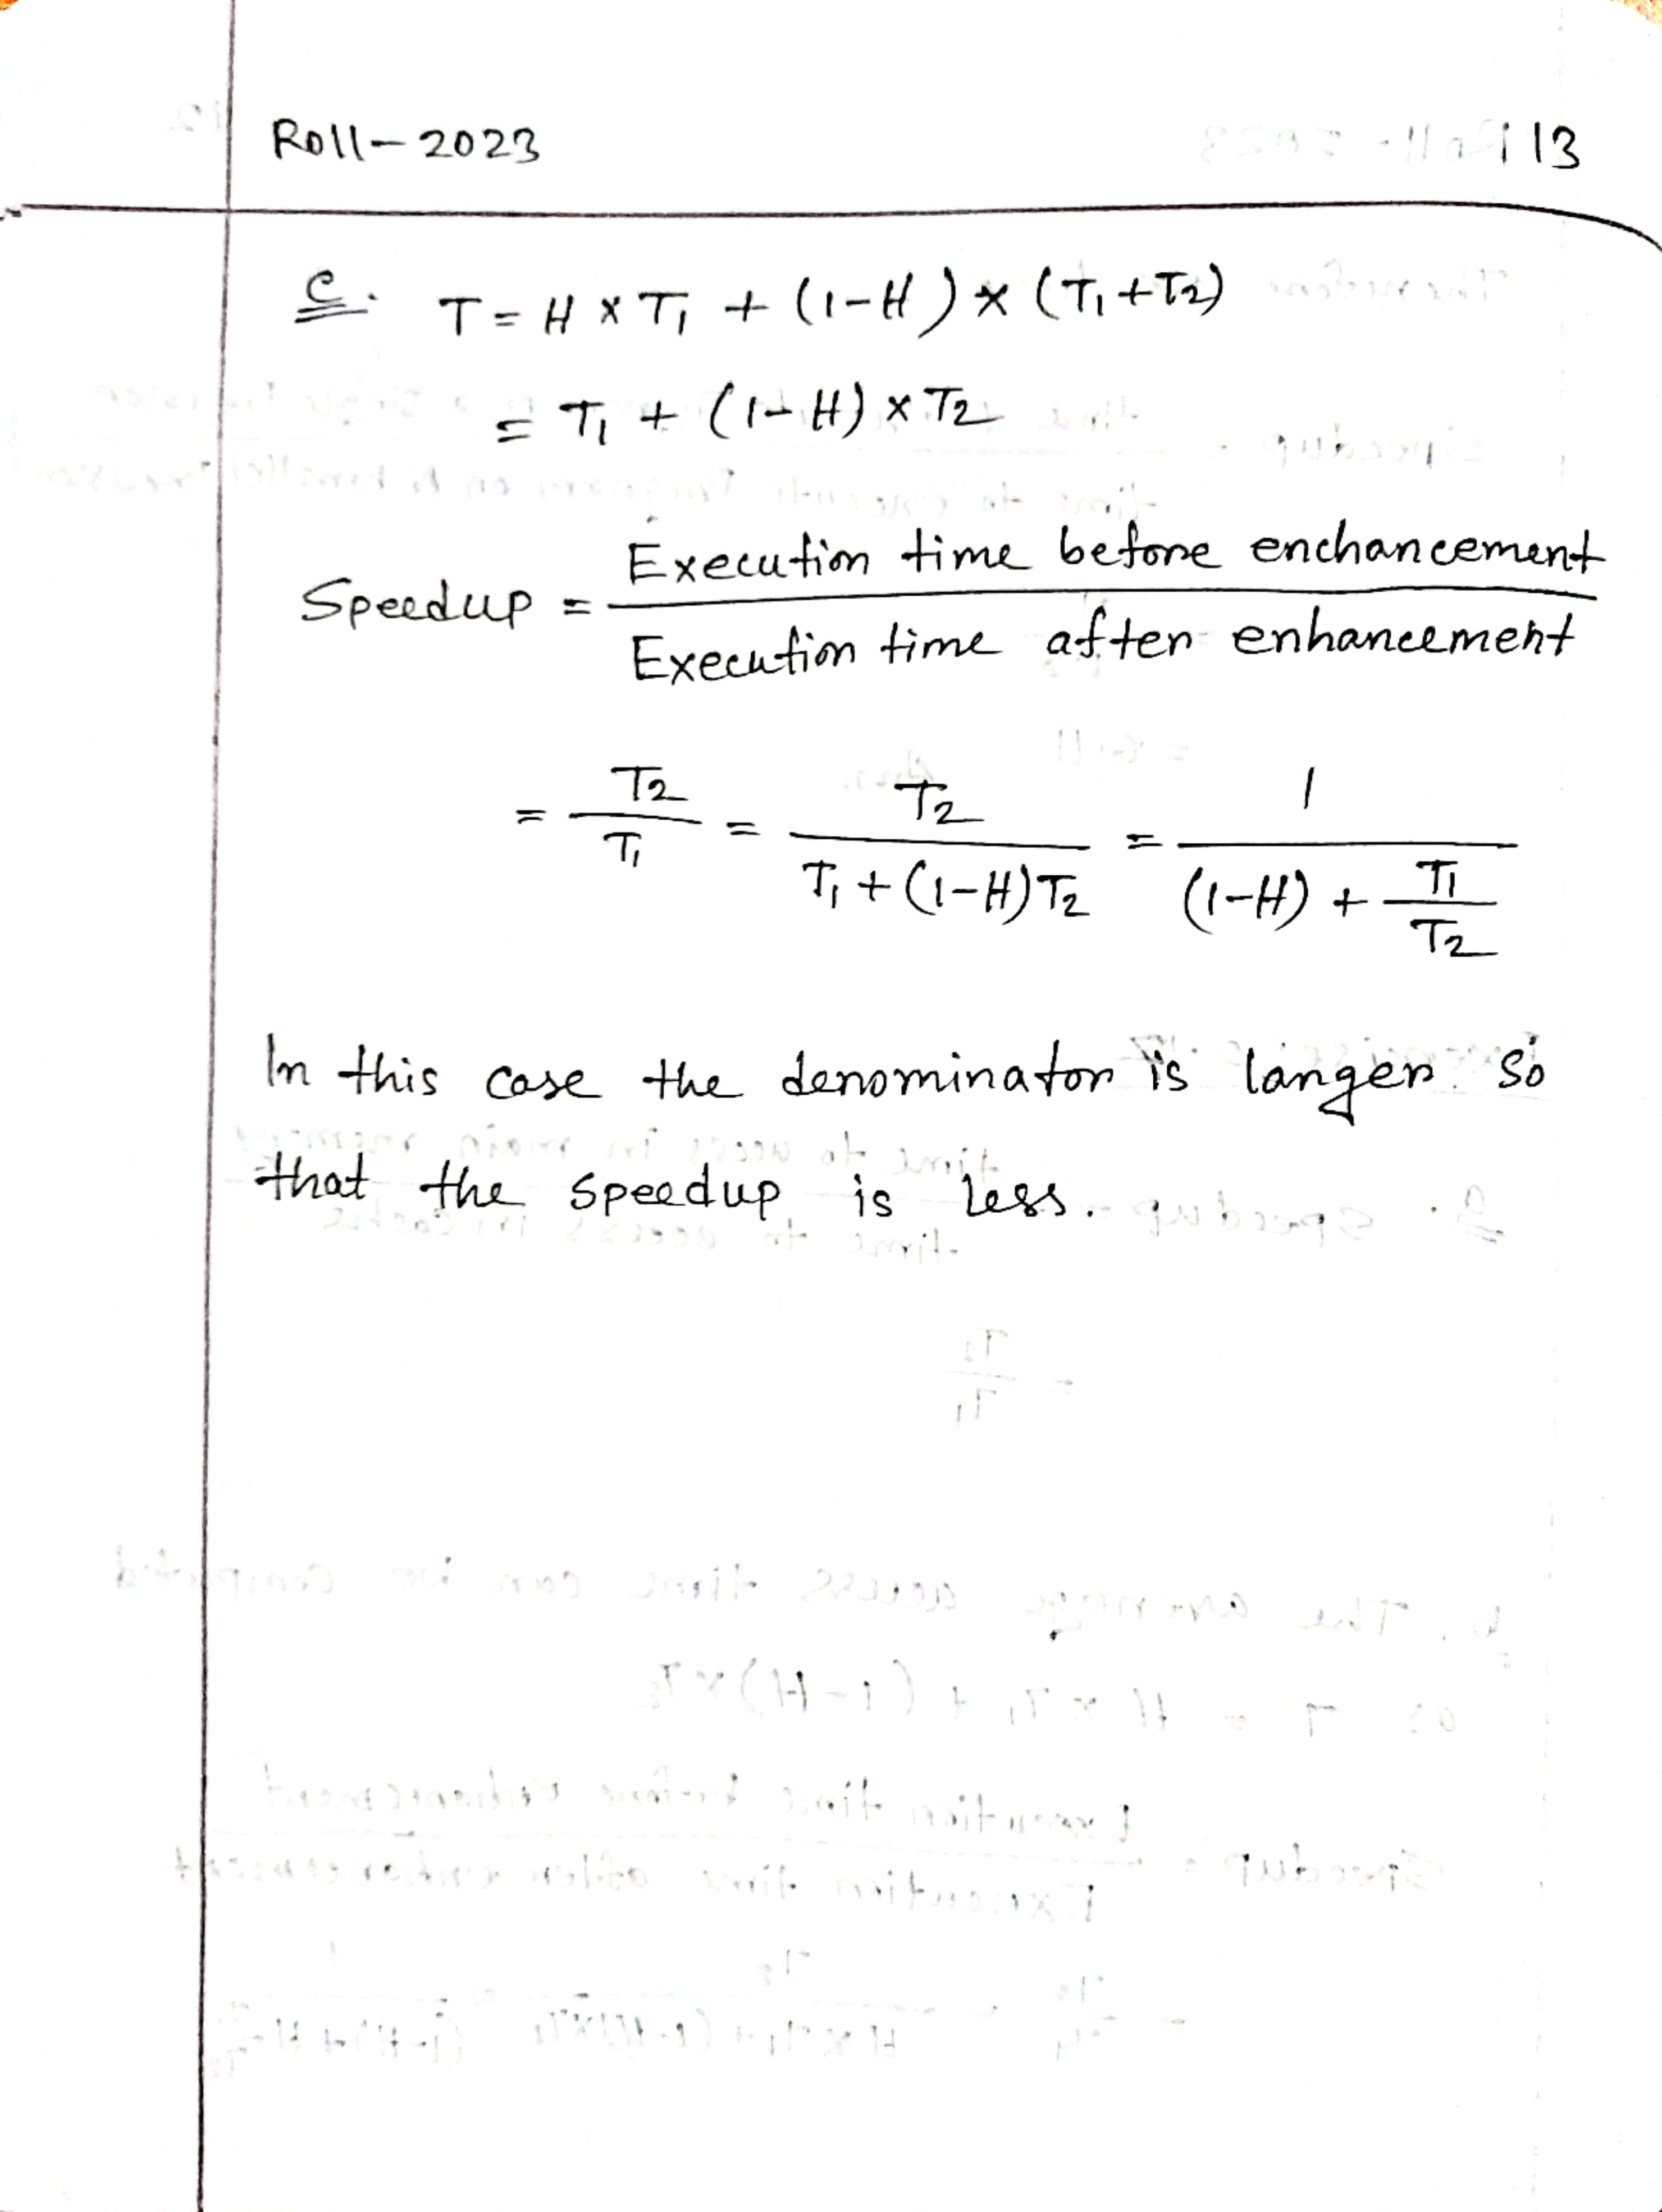 Roll-2023
13
c. T = H × T1 + (1-H) × (T1+T2)
= T1 + (1-H) × T2
Speedup = Execution time before enchancement / Execution time after enhancement
= T2/T1 = T2/(T1+(1-H)T2) = 1/((1-H) + T1/T2)
In this case the denominator is larger so
that the speedup is less.